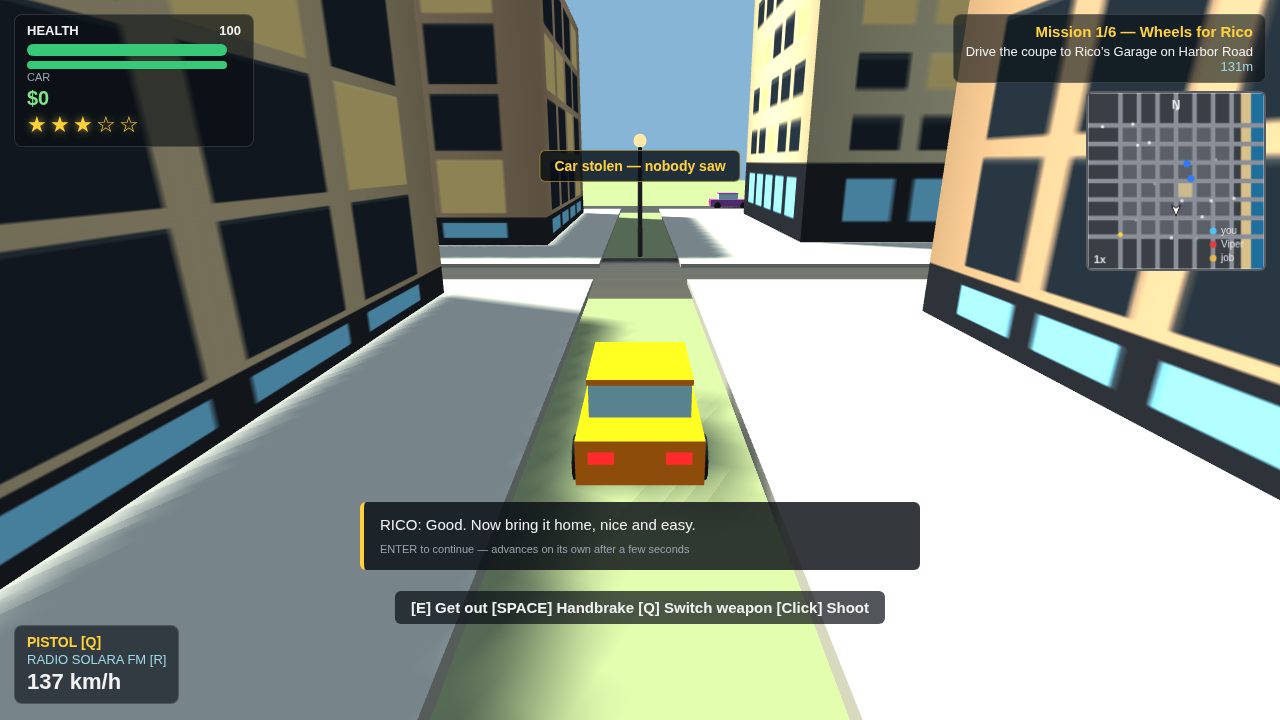 HEALTH 100
CAR
$0
★★★☆☆
Mission 1/6 — Wheels for Rico
Drive the coupe to Rico's Garage on Harbor Road
131m
N
you
Viper
job
1x
Car stolen — nobody saw
RICO: Good. Now bring it home, nice and easy.
ENTER to continue — advances on its own after a few seconds
[E] Get out [SPACE] Handbrake [Q] Switch weapon [Click] Shoot
PISTOL [Q]
RADIO SOLARA FM [R]
137 km/h